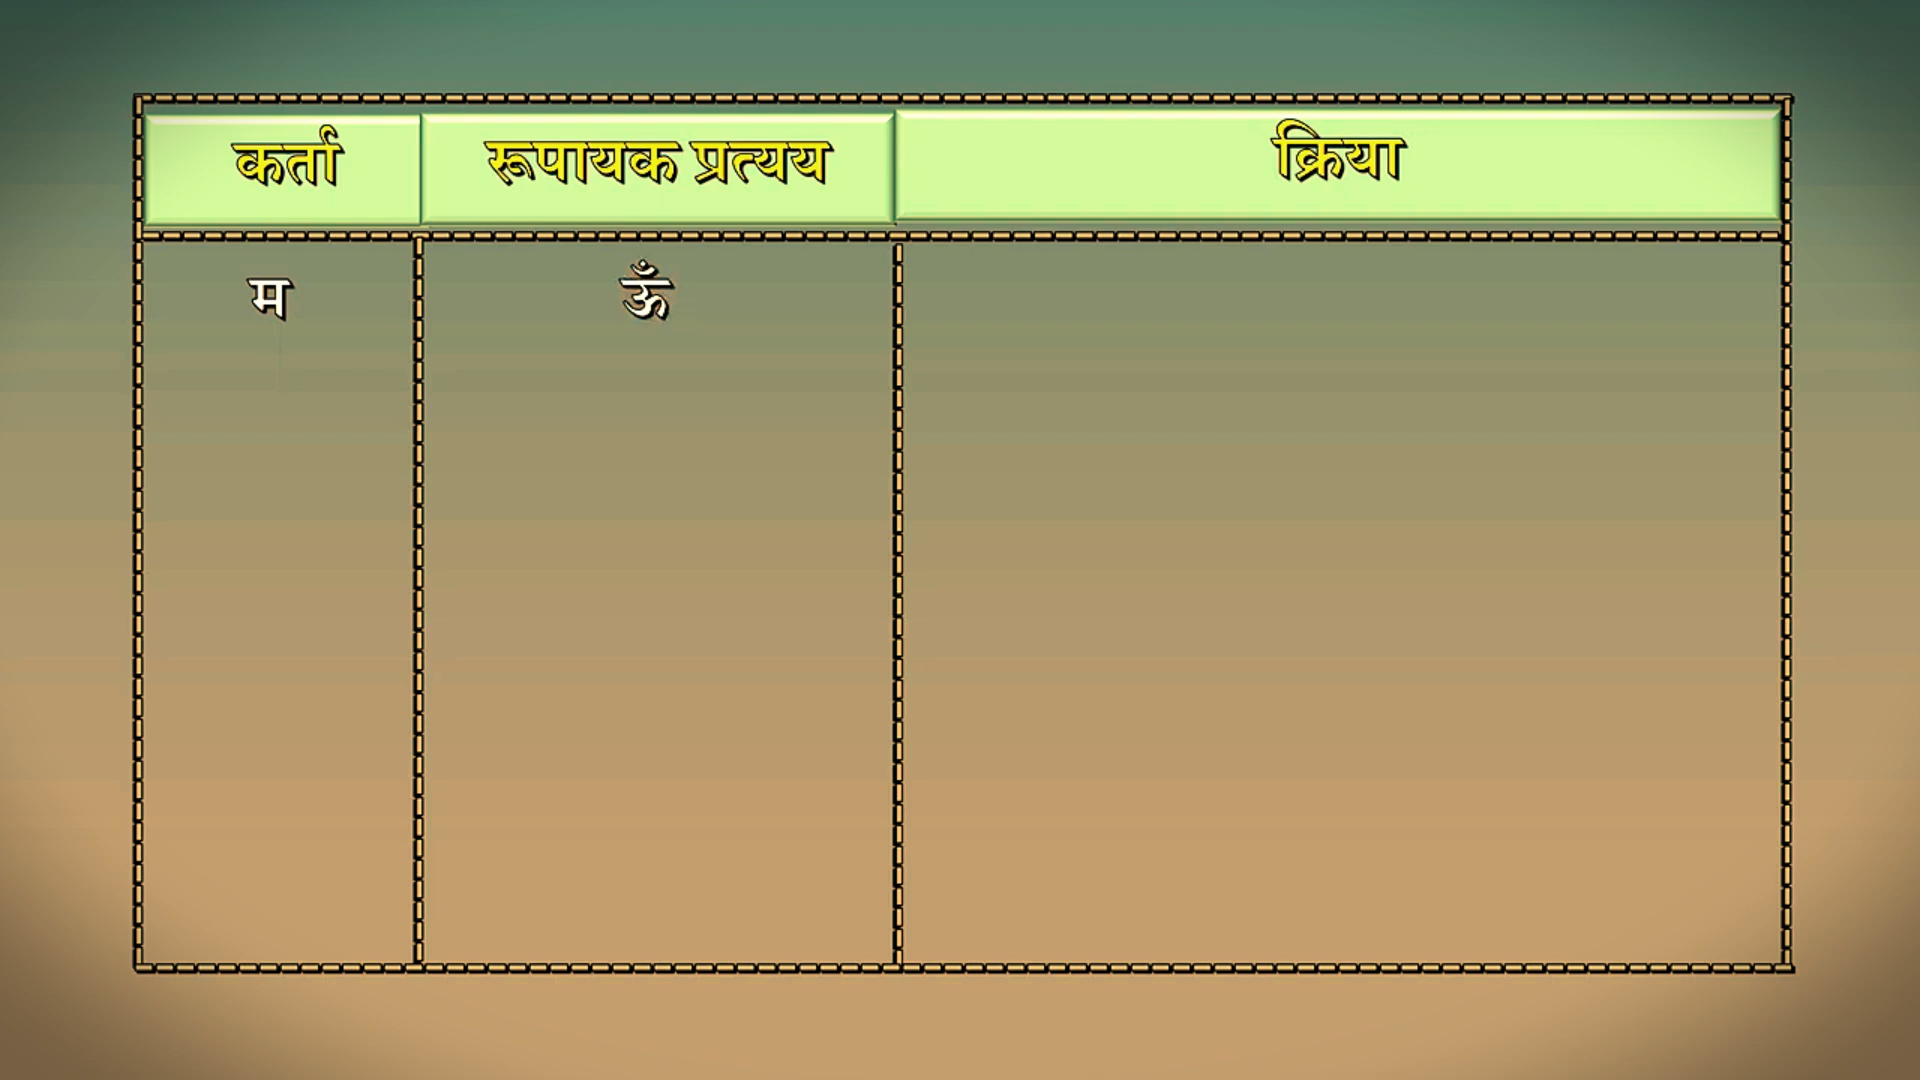 कर्ता रूपायक प्रत्यय क्रिया
म ऊँ